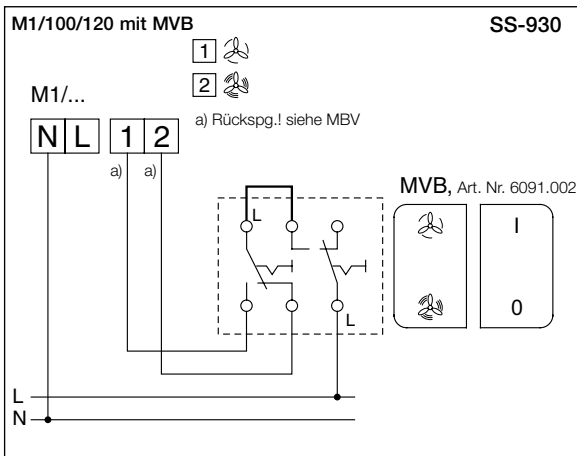 M1/100/120 mit MVB SS-930
1
2
a) Rückspg.! siehe MBV
M1/...
N L 1 2
a) a)
MVB, Art. Nr. 6091.002
L
I
0
L
L
N